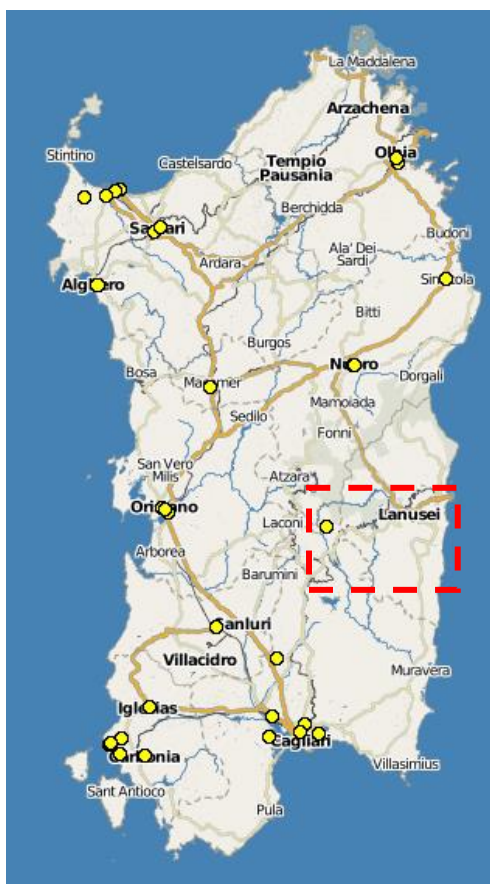 La Maddalena
Arzachena
Stintino
Castelsardo
Olbia
Tempio
Pausania
Berchidda
Sassari
Budoni
Ala' Dei
Sardi
Ardara
Siniscola
Alghero
Bitti
Burgos
Nuoro
Bosa
Macomer
Dorgali
Mamoiada
Sedilo
Fonni
San Vero
Milis
Atzara
Oristano
Laconi
Lanusei
Arborea
Barumini
Sanluri
Villacidro
Muravera
Iglesias
Cagliari
Carbonia
Villasimius
Sant Antioco
Pula